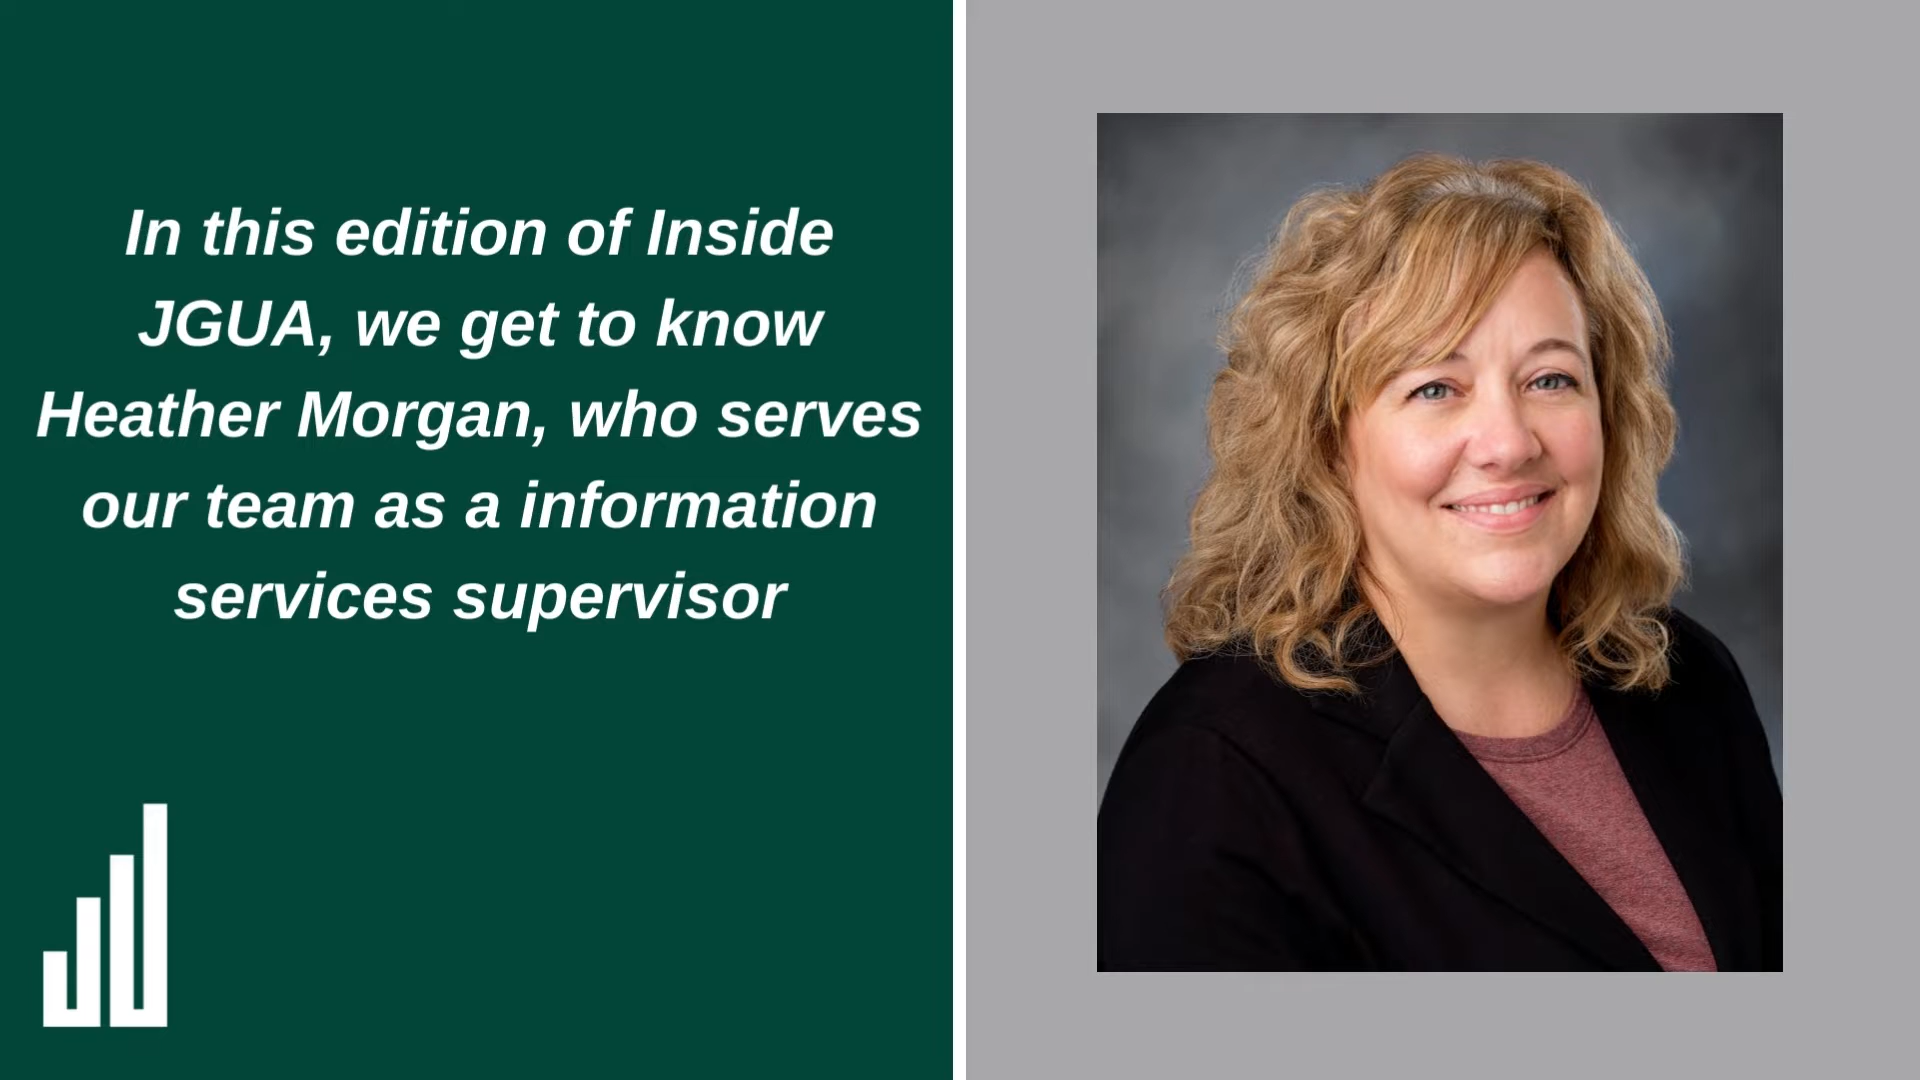 In this edition of Inside
JGUA, we get to know
Heather Morgan, who serves
our team as a information
services supervisor